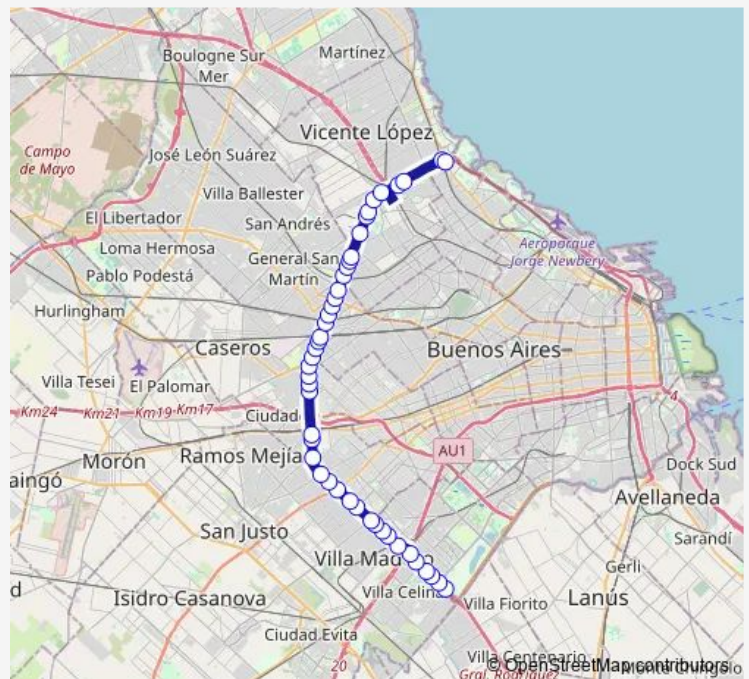 Boulogne Sur
Mer
Martínez
Vicente López
Campo
de Mayo
José León Suárez
Villa Ballester
El Libertador
San Andrés
Loma Hermosa
General San
Martín
Aeroparque
Jorge Newbery
Pablo Podestá
Hurlingham
Caseros
Buenos Aires
Villa Tesei
El Palomar
4
Km24
Km21
Km19
Km17
Ciudad
Morón
Ramos Mejía
AU1
Dock Sud
aingó
Avellaneda
San Justo
Sarandí
Villa Mad
Gerli
d
Isidro Casanova
Villa Celin
Villa Fiorito
Lanús
Ciudad Evita
Villa Centenario
20
© OpenStreetMap contributors